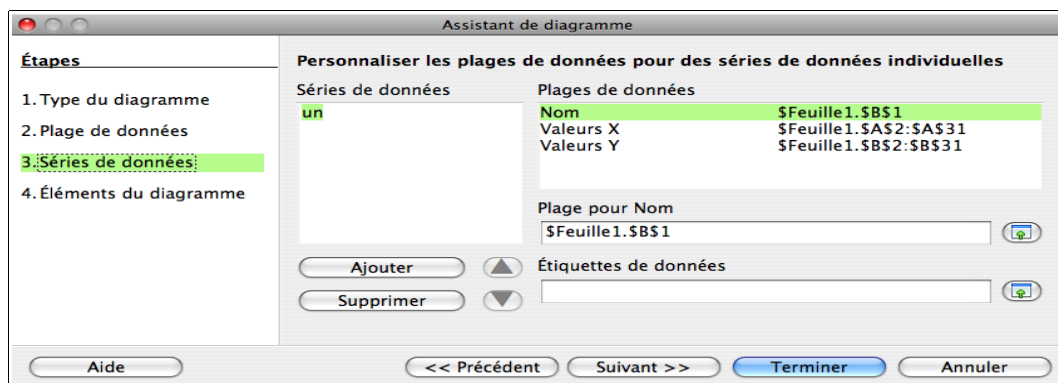 Assistant de diagramme
Étapes
1. Type du diagramme
2. Plage de données
3. Séries de données
4. Éléments du diagramme
Personnaliser les plages de données pour des séries de données individuelles
Séries de données
un
Ajouter
Supprimer
Plages de données
Nom $Feuille1.$B$1
Valeurs X $Feuille1.$A$2:$A$31
Valeurs Y $Feuille1.$B$2:$B$31
Plage pour Nom
$Feuille1.$B$1
Étiquettes de données
Aide
<< Précédent
Suivant >>
Terminer
Annuler